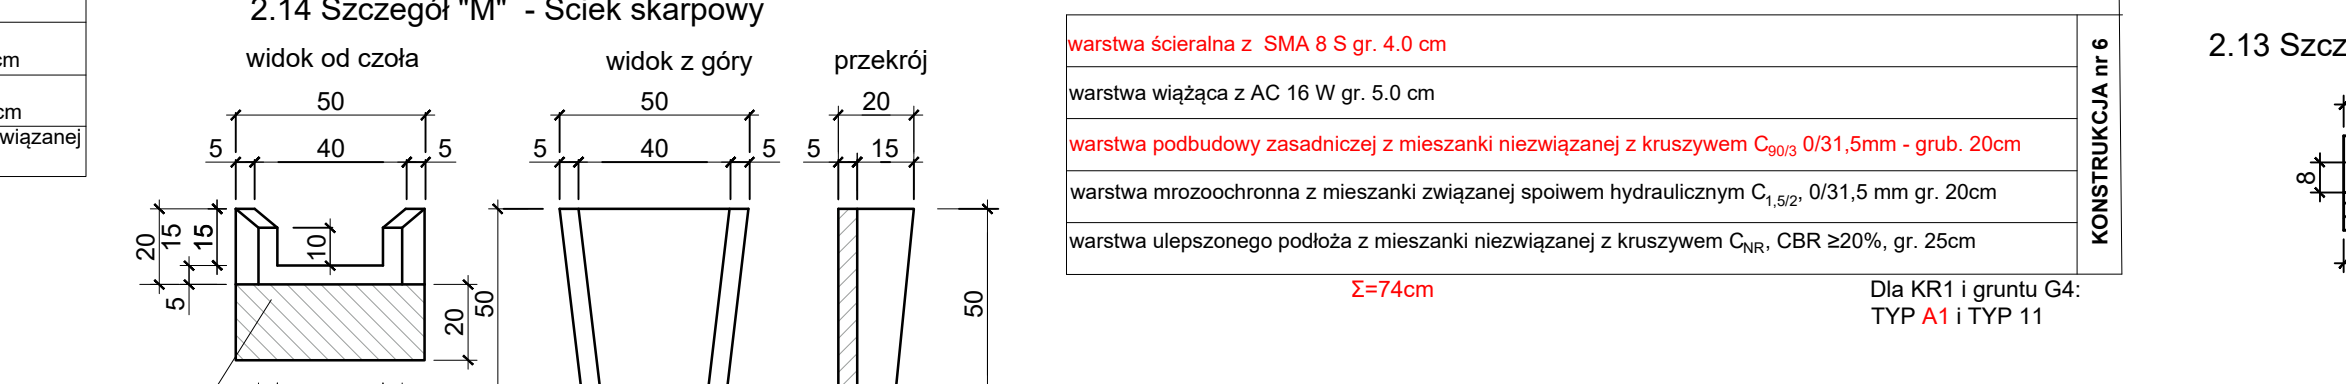 cm
cm
wiązanej
2.14 Szczegół "M" - Ściek skarpowy
widok od czoła
50
5 40 5
20
15
15
10
5
20
widok z góry
50
5 40 5
50
przekrój
20
5 15
50
warstwa ścieralna z SMA 8 S gr. 4.0 cm
warstwa wiążąca z AC 16 W gr. 5.0 cm
warstwa podbudowy zasadniczej z mieszanki niezwiązanej z kruszywem C90/3 0/31,5mm - grub. 20cm
warstwa mrozoochronna z mieszanki związanej spoiwem hydraulicznym C1,5/2, 0/31,5 mm gr. 20cm
warstwa ulepszonego podłoża z mieszanki niezwiązanej z kruszywem CNR, CBR ≥20%, gr. 25cm
KONSTRUKCJA nr 6
Σ=74cm
Dla KR1 i gruntu G4:
TYP A1 i TYP 11
2.13 Szcz
8